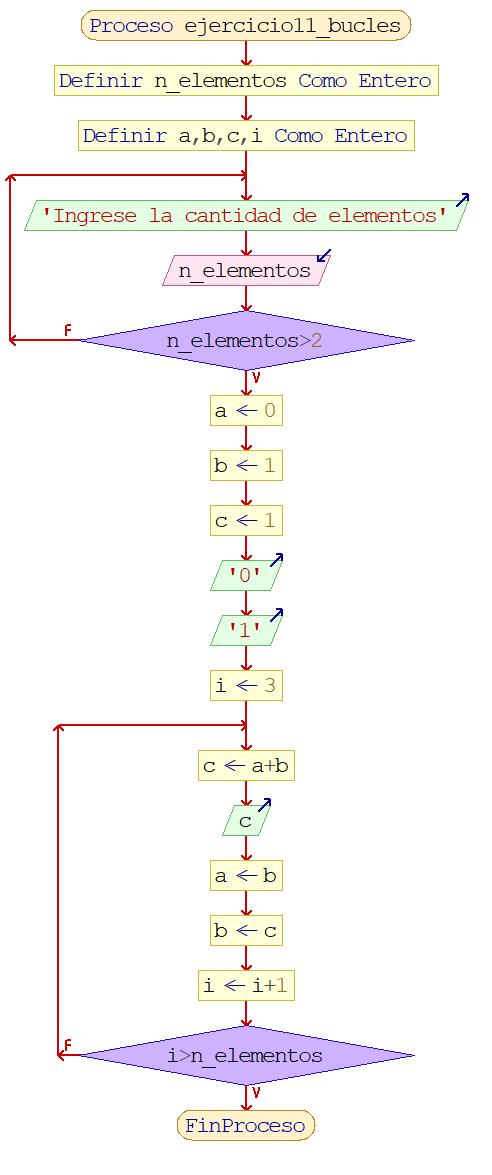 Proceso ejercicio11_bucles
Definir n_elementos Como Entero
Definir a,b,c,i Como Entero
'Ingrese la cantidad de elementos'
n_elementos
F
n_elementos>2
V
a ← 0
b ← 1
c ← 1
'0'
'1'
i ← 3
c ← a+b
c
a ← b
b ← c
i ← i+1
F
i>n_elementos
V
FinProceso